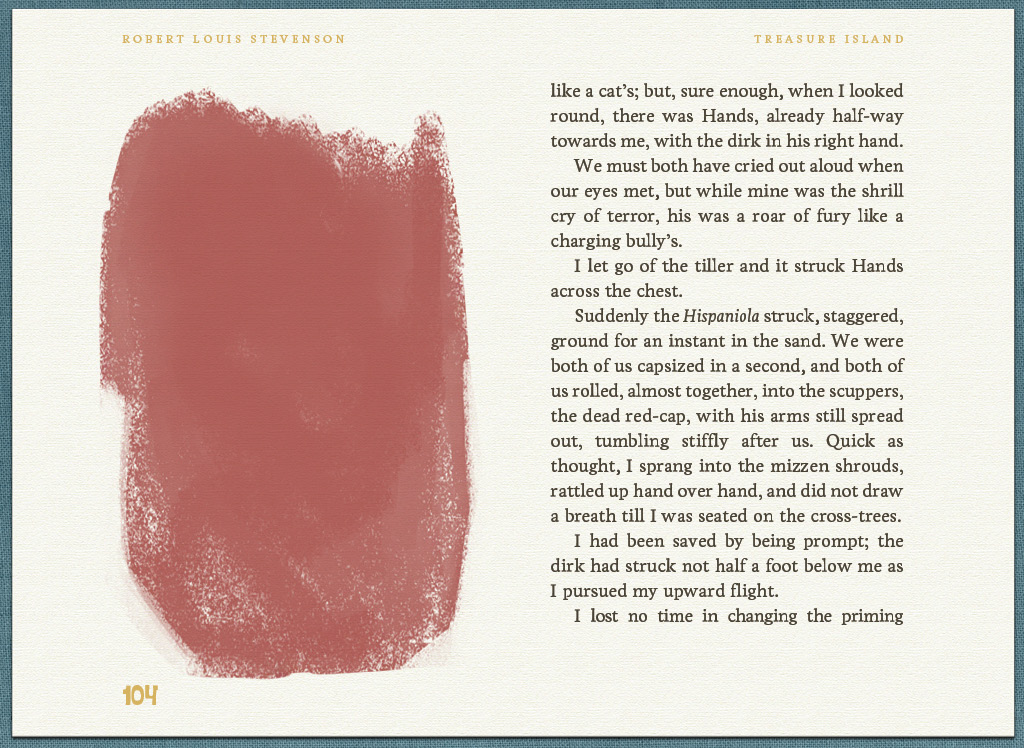 ROBERT LOUIS STEVENSON
TREASURE ISLAND
like a cat's; but, sure enough, when I looked
round, there was Hands, already half-way
towards me, with the dirk in his right hand.
We must both have cried out aloud when
our eyes met, but while mine was the shrill
cry of terror, his was a roar of fury like a
charging bully's.
I let go of the tiller and it struck Hands
across the chest.
Suddenly the Hispaniola struck, staggered,
ground for an instant in the sand. We were
both of us capsized in a second, and both of
us rolled, almost together, into the scuppers,
the dead red-cap, with his arms still spread
out, tumbling stiffly after us. Quick as
thought, I sprang into the mizzen shrouds,
rattled up hand over hand, and did not draw
a breath till I was seated on the cross-trees.
I had been saved by being prompt; the
dirk had struck not half a foot below me as
I pursued my upward flight.
I lost no time in changing the priming
104